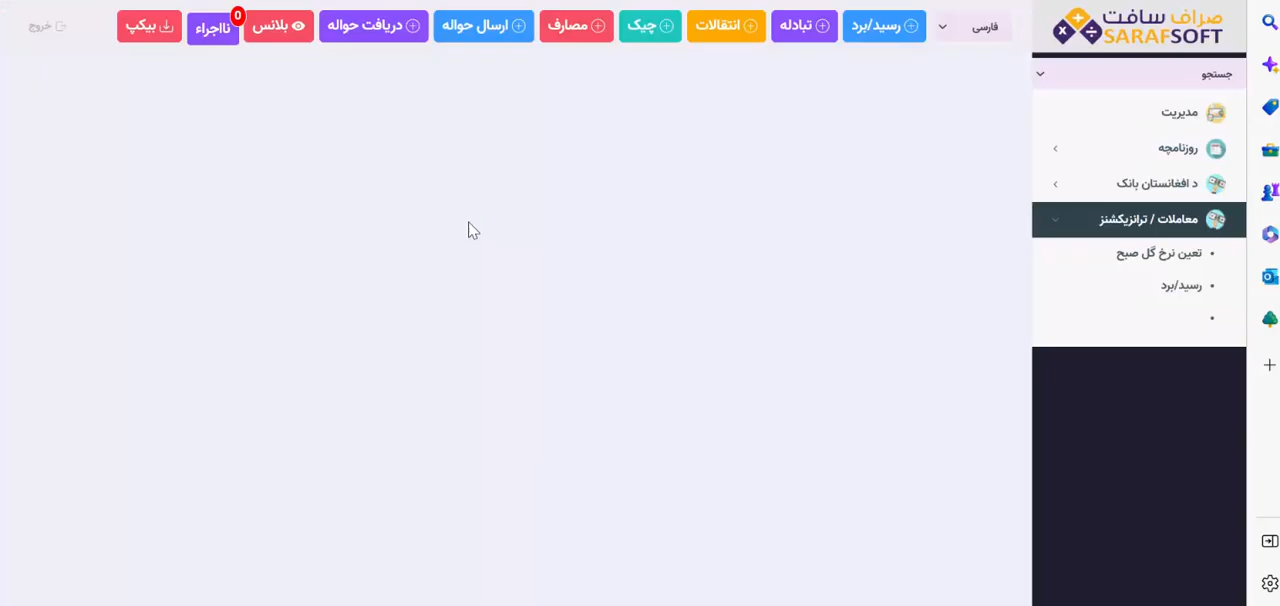 صراف سافت
SARAFSOFT
فارسی
رسید/برد
تبادله
انتقالات
چیک
مصارف
ارسال حواله
دریافت حواله
بلانس
0
نااجراء
بیکپ
خروج
جستجو
مدیریت
روزنامچه
د افغانستان بانک
معاملات / ترانزیکشنز
تعین نرخ گل صبح
رسید/برد